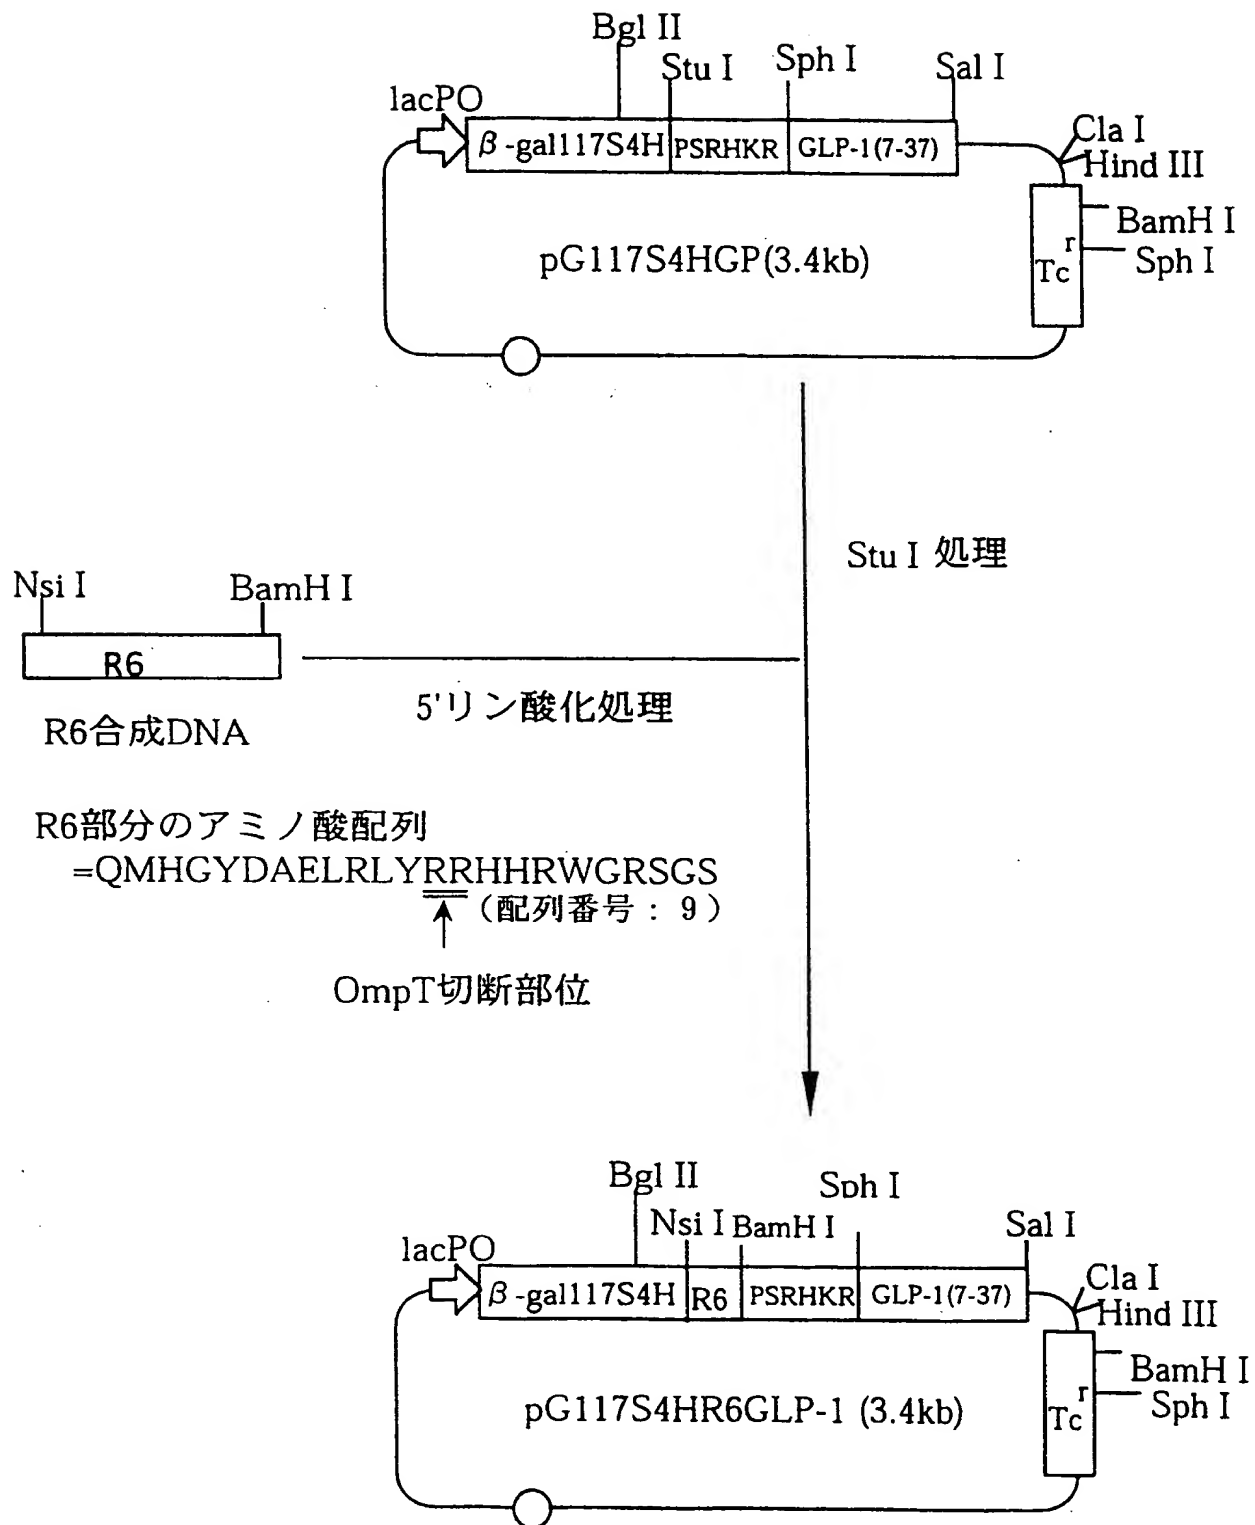 Bgl II
Stu I
Sph I
Sal I
lacPO
β-gal117S4H
PSRHKR
GLP-1(7-37)
Cla I
Hind III
BamH I
Sph I
Tc r
pG117S4HGP(3.4kb)
Stu I 処理
Nsi I
BamH I
R6
5'リン酸化処理
R6合成DNA
R6部分のアミノ酸配列
=QMHGYDAELRLYRRHHRWGRSGS
(配列番号: 9)
OmpT切断部位
Bgl II
Sph I
Nsi I
BamH I
Sal I
lacPO
β-gal117S4H
R6
PSRHKR
GLP-1(7-37)
Cla I
Hind III
BamH I
Sph I
Tc r
pG117S4HR6GLP-1 (3.4kb)